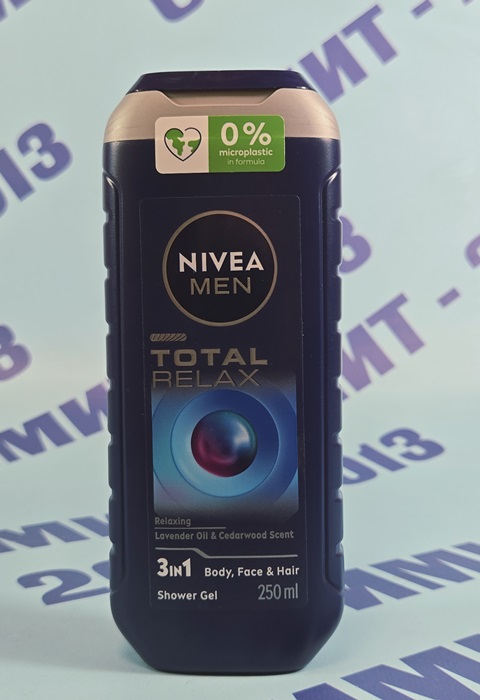 0%
microplastic
in formula
NIVEA
MEN
TOTAL
RELAX
Relaxing
Lavender Oil & Cedarwood Scent
3IN1 Body, Face & Hair
Shower Gel 250 ml